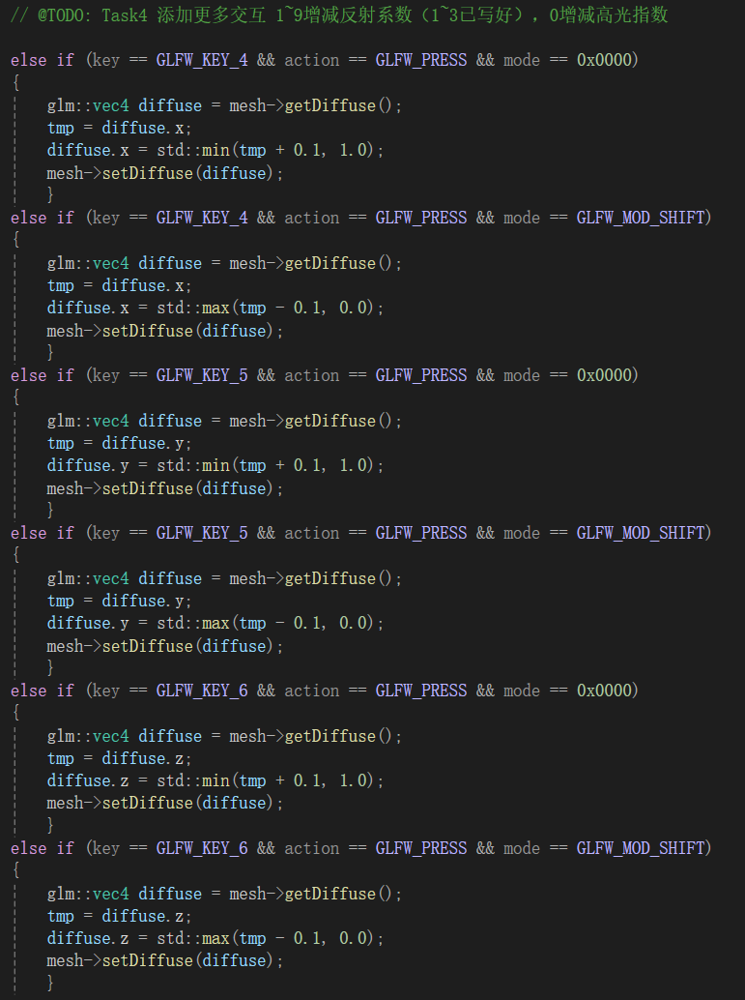 // @TODO: Task4 添加更多交互 1~9增减反射系数（1~3已写好），0增减高光指数
else if (key == GLFW_KEY_4 && action == GLFW_PRESS && mode == 0x0000)
{
glm::vec4 diffuse = mesh->getDiffuse();
tmp = diffuse.x;
diffuse.x = std::min(tmp + 0.1, 1.0);
mesh->setDiffuse(diffuse);
}
else if (key == GLFW_KEY_4 && action == GLFW_PRESS && mode == GLFW_MOD_SHIFT)
{
glm::vec4 diffuse = mesh->getDiffuse();
tmp = diffuse.x;
diffuse.x = std::max(tmp - 0.1, 0.0);
mesh->setDiffuse(diffuse);
}
else if (key == GLFW_KEY_5 && action == GLFW_PRESS && mode == 0x0000)
{
glm::vec4 diffuse = mesh->getDiffuse();
tmp = diffuse.y;
diffuse.y = std::min(tmp + 0.1, 1.0);
mesh->setDiffuse(diffuse);
}
else if (key == GLFW_KEY_5 && action == GLFW_PRESS && mode == GLFW_MOD_SHIFT)
{
glm::vec4 diffuse = mesh->getDiffuse();
tmp = diffuse.y;
diffuse.y = std::max(tmp - 0.1, 0.0);
mesh->setDiffuse(diffuse);
}
else if (key == GLFW_KEY_6 && action == GLFW_PRESS && mode == 0x0000)
{
glm::vec4 diffuse = mesh->getDiffuse();
tmp = diffuse.z;
diffuse.z = std::min(tmp + 0.1, 1.0);
mesh->setDiffuse(diffuse);
}
else if (key == GLFW_KEY_6 && action == GLFW_PRESS && mode == GLFW_MOD_SHIFT)
{
glm::vec4 diffuse = mesh->getDiffuse();
tmp = diffuse.z;
diffuse.z = std::max(tmp - 0.1, 0.0);
mesh->setDiffuse(diffuse);
}